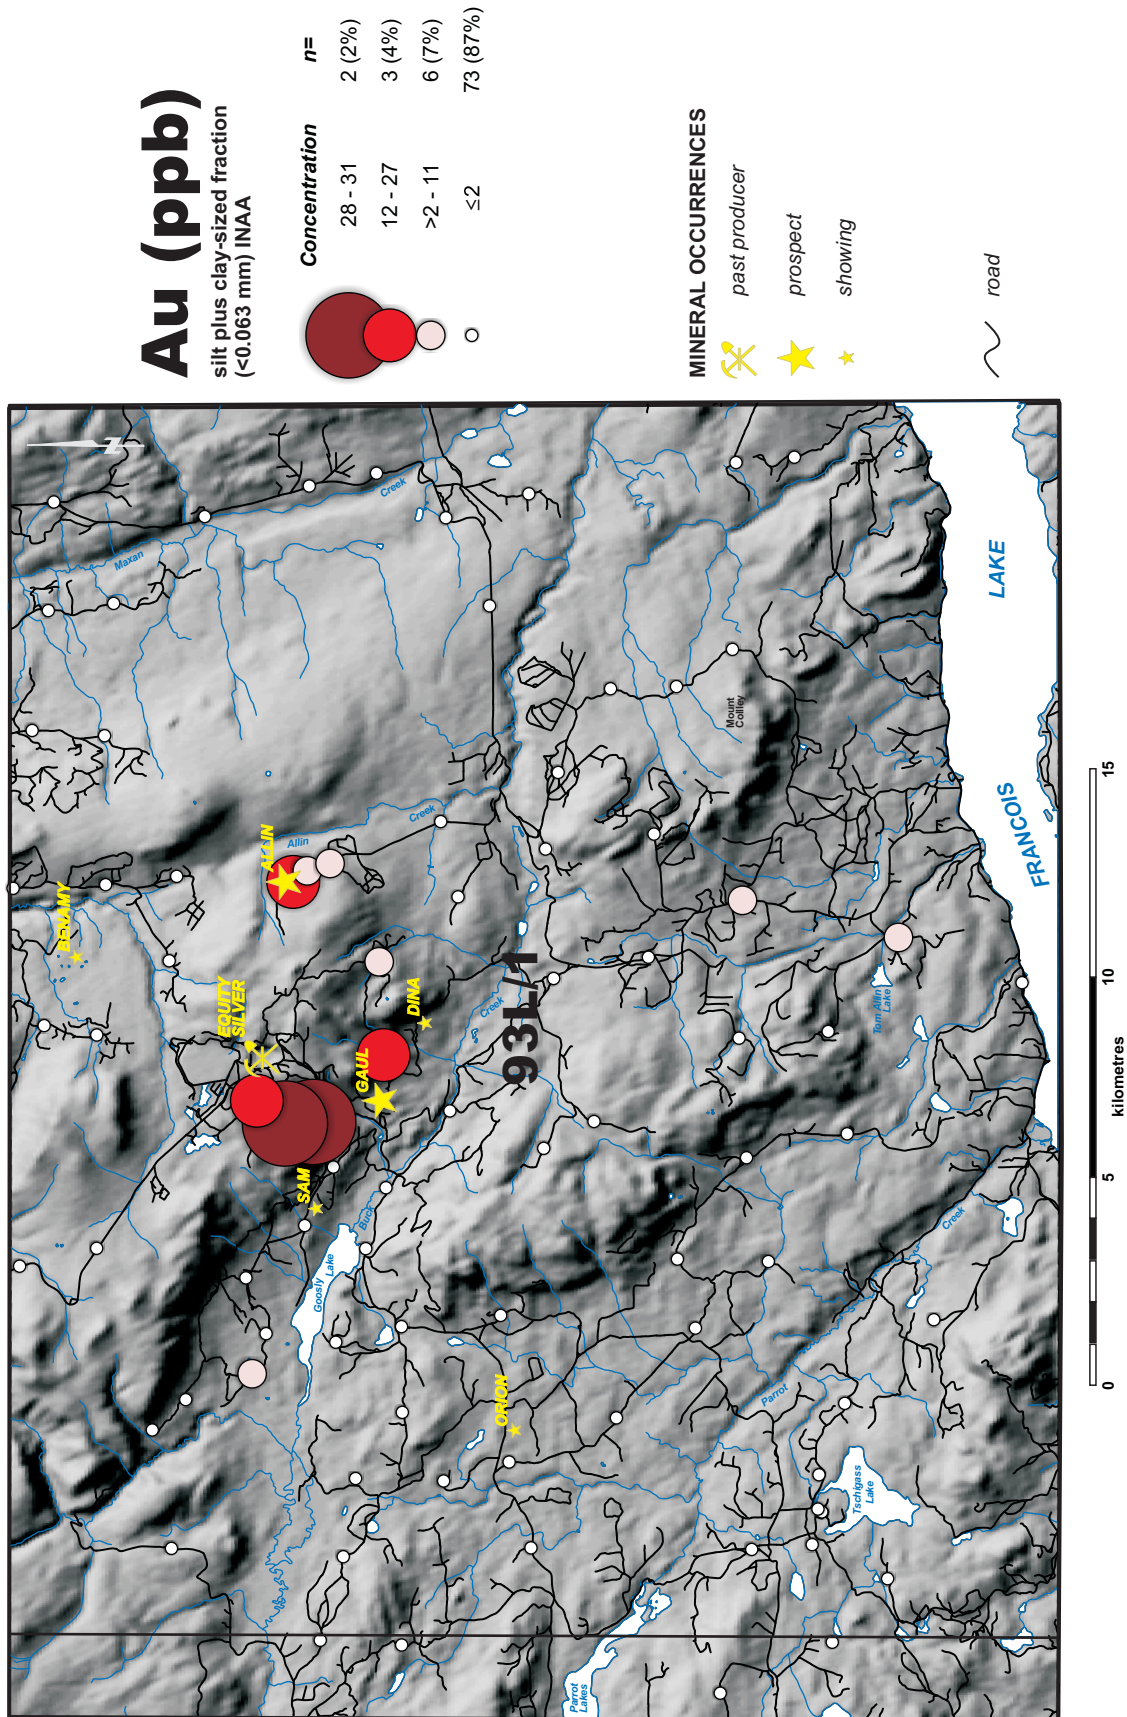 Au (ppb)
silt plus clay-sized fraction
(<0.063 mm) INAA
Concentration n=
28 - 31 2 (2%)
12 - 27 3 (4%)
>2 - 11 6 (7%)
≤2 73 (87%)
MINERAL OCCURRENCES
past producer
prospect
showing
road
Maxan
Creek
BENAMY
ALLIN
Allin
Creek
EQUITY
SILVER
GAUL
DINA
SAM
Goosly
Lake
Buck
Creek
93L/1
ORION
Mount
Colley
Tom Allin
Lake
Parrot
Creek
Tschigass
Lake
Parrot
Lakes
FRANCOIS
LAKE
0 5 10 15
kilometres